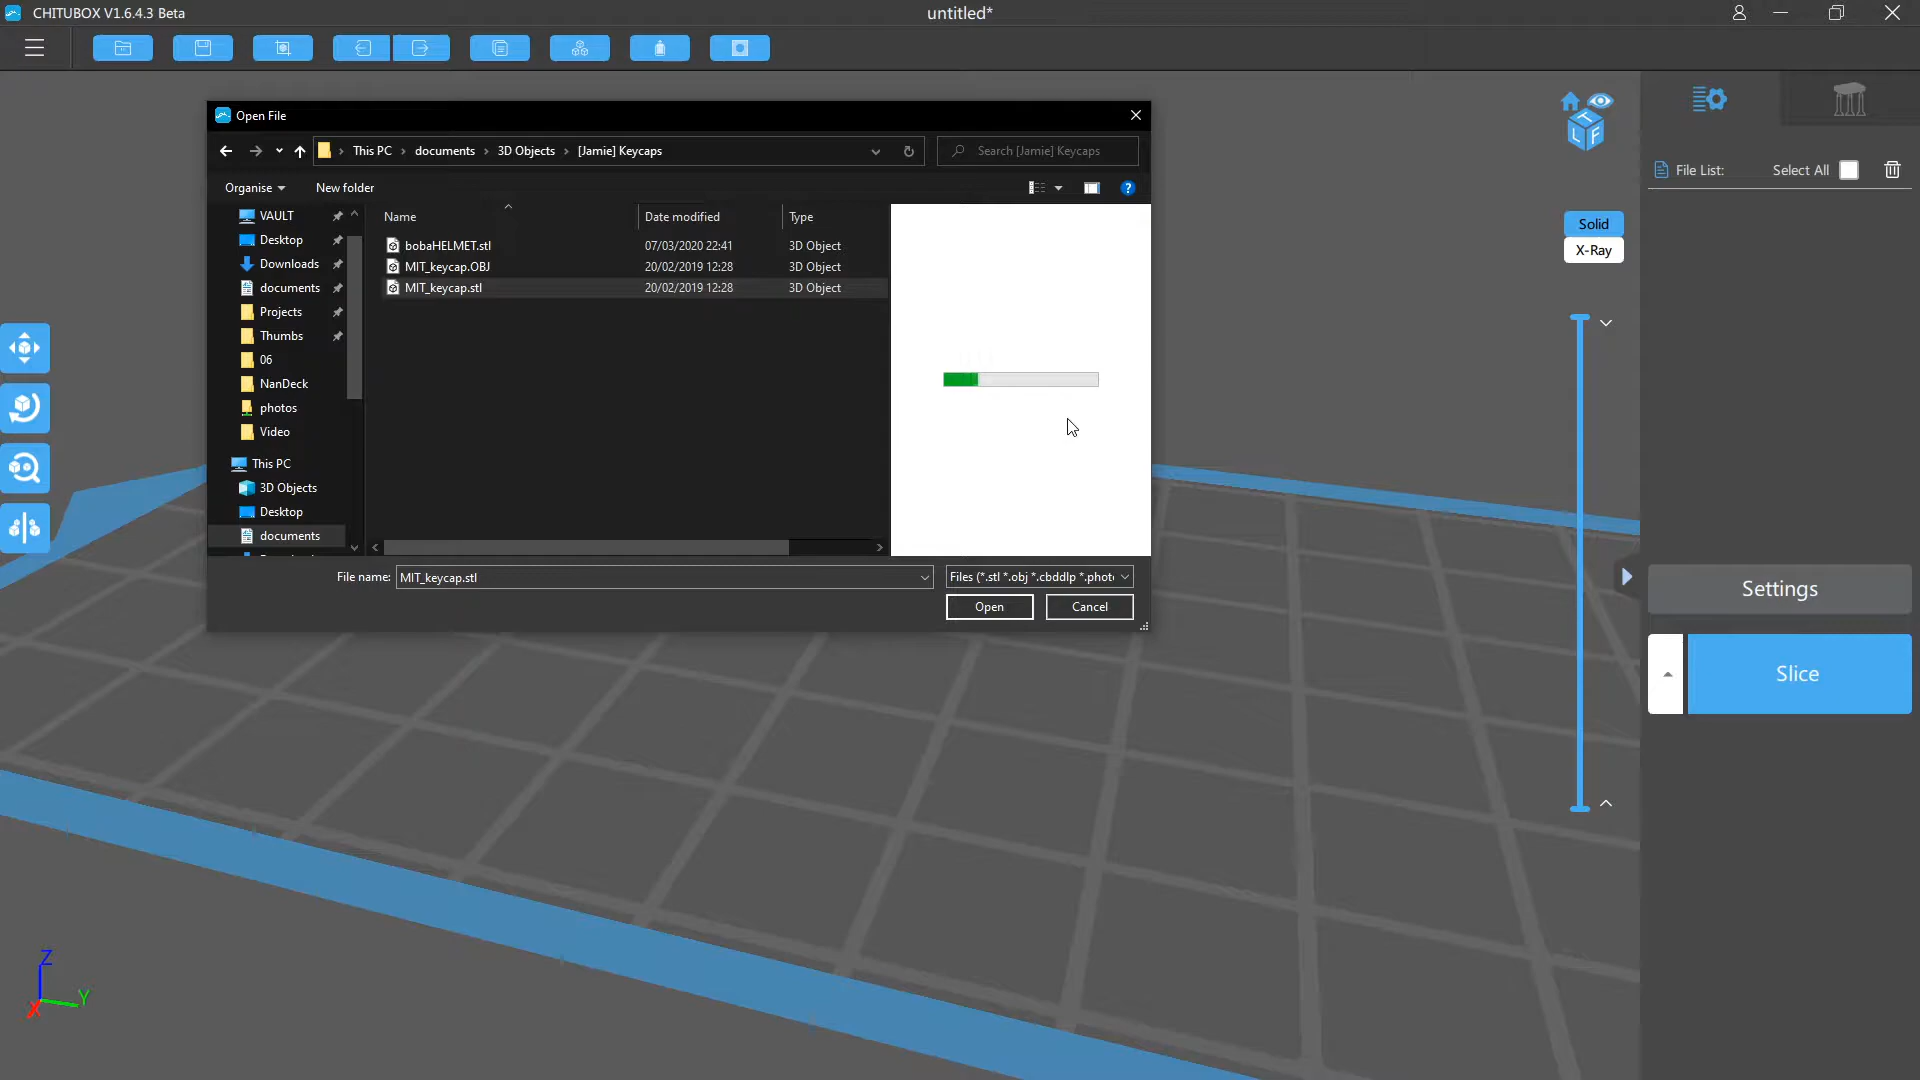 CHITUBOX V1.6.4.3 Beta
untitled*
Open File
This PC
documents
3D Objects
[Jamie] Keycaps
Search [Jamie] Keycaps
Organise
New folder
?
VAULT
Desktop
Downloads
documents
Projects
Thumbs
06
NanDeck
photos
Video
This PC
3D Objects
Desktop
documents
Name Date modified Type
bobaHELMET.stl 07/03/2020 22:41 3D Object
MIT_keycap.OBJ 20/02/2019 12:28 3D Object
MIT_keycap.stl 20/02/2019 12:28 3D Object
File name: MIT_keycap.stl
Files (*.stl *.obj *.cbddlp *.phot
Open Cancel
T
L F
File List: Select All
Solid
X-Ray
Settings
Slice
Z
Y
X